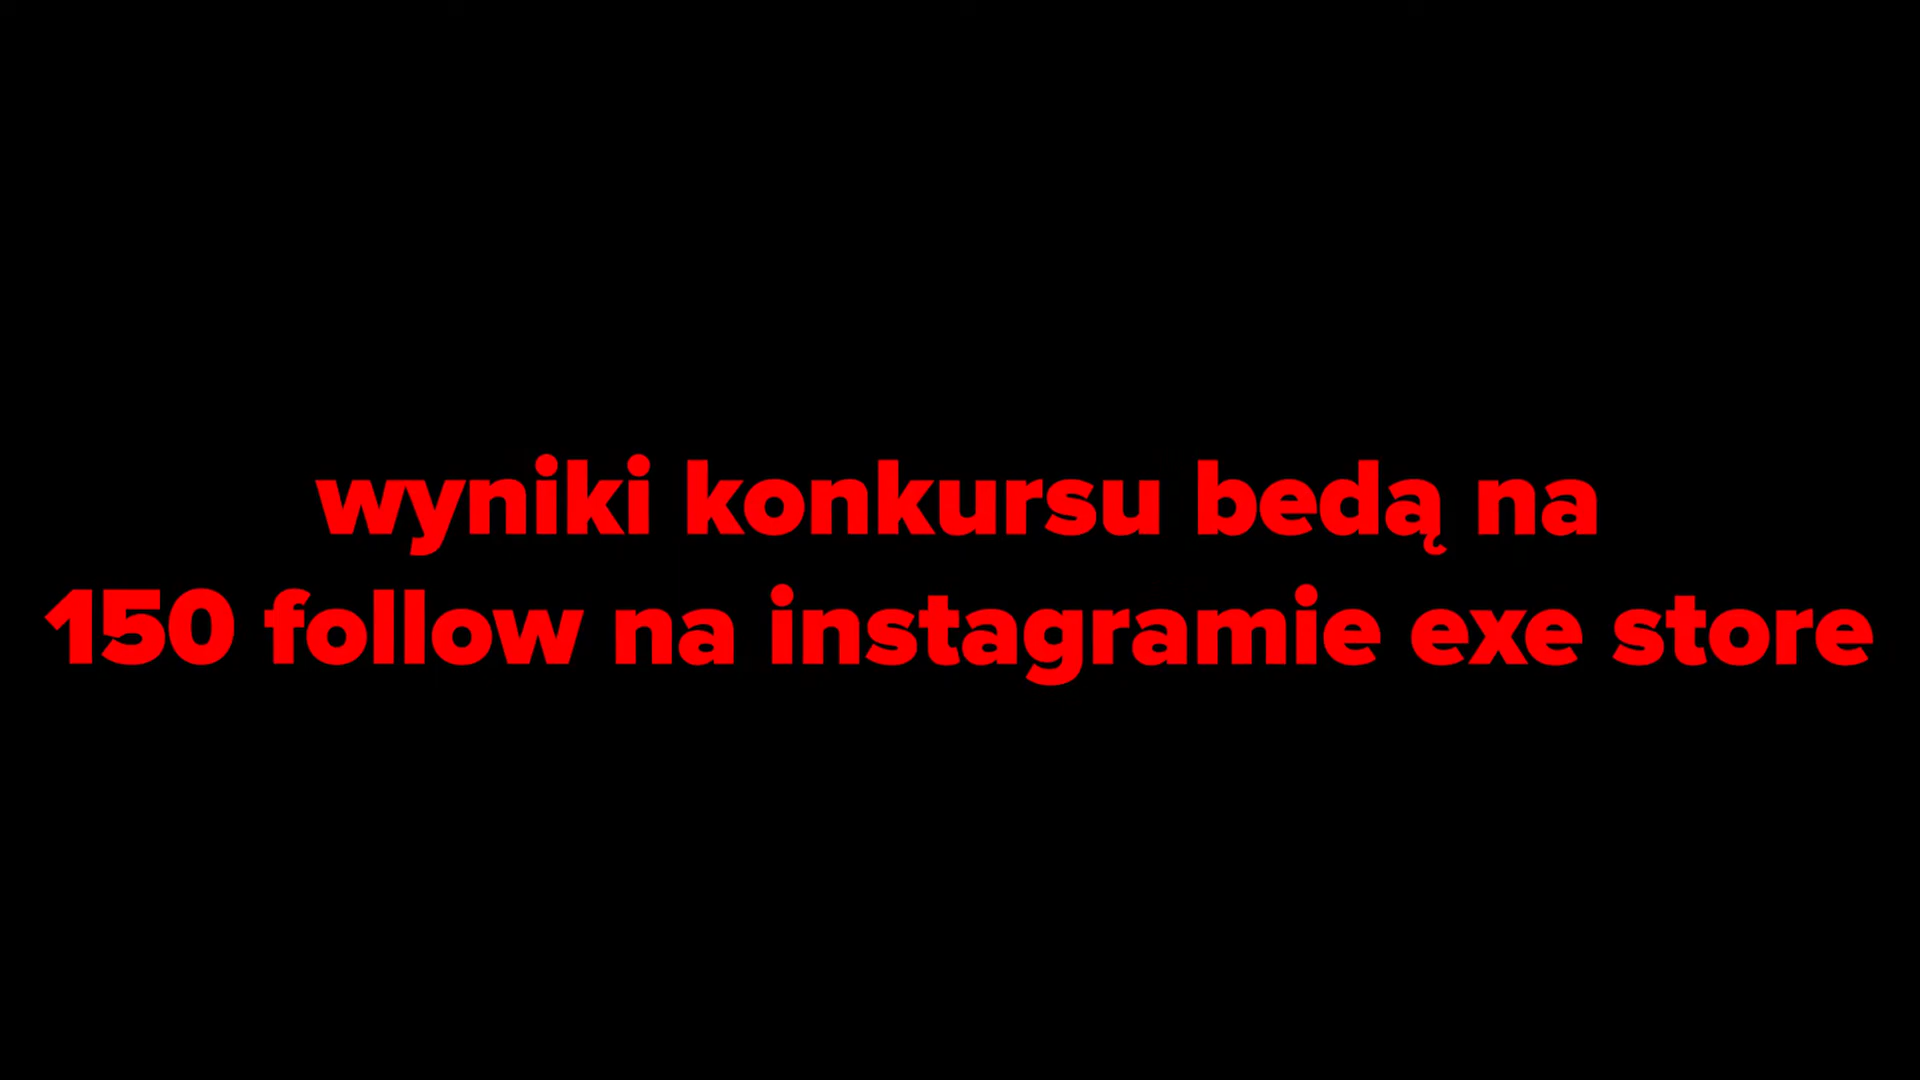 wyniki konkursu bedą na
150 follow na instagramie exe store